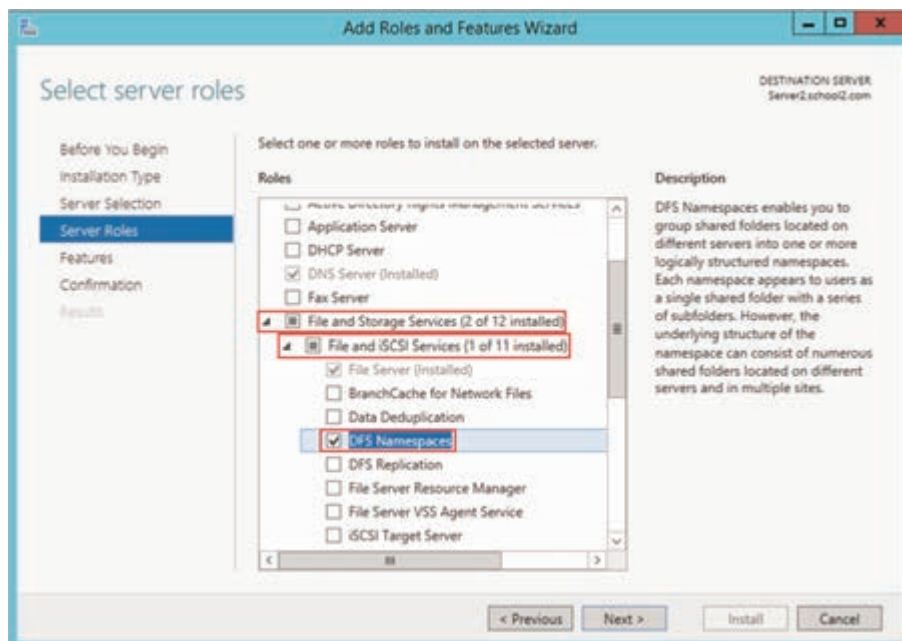 Add Roles and Features Wizard
Select server roles
DESTINATION SERVER
Server2.school2.com
Before You Begin
Installation Type
Server Selection
Server Roles
Features
Confirmation
Results
Select one or more roles to install on the selected server.
Roles
Active Directory Rights Management Services
Application Server
DHCP Server
DNS Server (Installed)
Fax Server
File and Storage Services (2 of 12 installed)
File and iSCSI Services (1 of 11 installed)
File Server (Installed)
BranchCache for Network Files
Data Deduplication
DFS Namespaces
DFS Replication
File Server Resource Manager
File Server VSS Agent Service
iSCSI Target Server
Description
DFS Namespaces enables you to
group shared folders located on
different servers into one or more
logically structured namespaces.
Each namespace appears to users as
a single shared folder with a series
of subfolders. However, the
underlying structure of the
namespace can consist of numerous
shared folders located on different
servers and in multiple sites.
< Previous
Next >
Install
Cancel